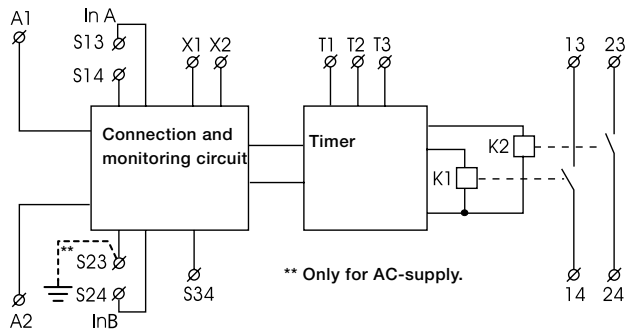 A1
In A
S13
S14
X1 X2
T1 T2 T3
13 23
Connection and
monitoring circuit
Timer
K2
K1
**
S23
S24
InB
A2
S34
** Only for AC-supply.
14 24